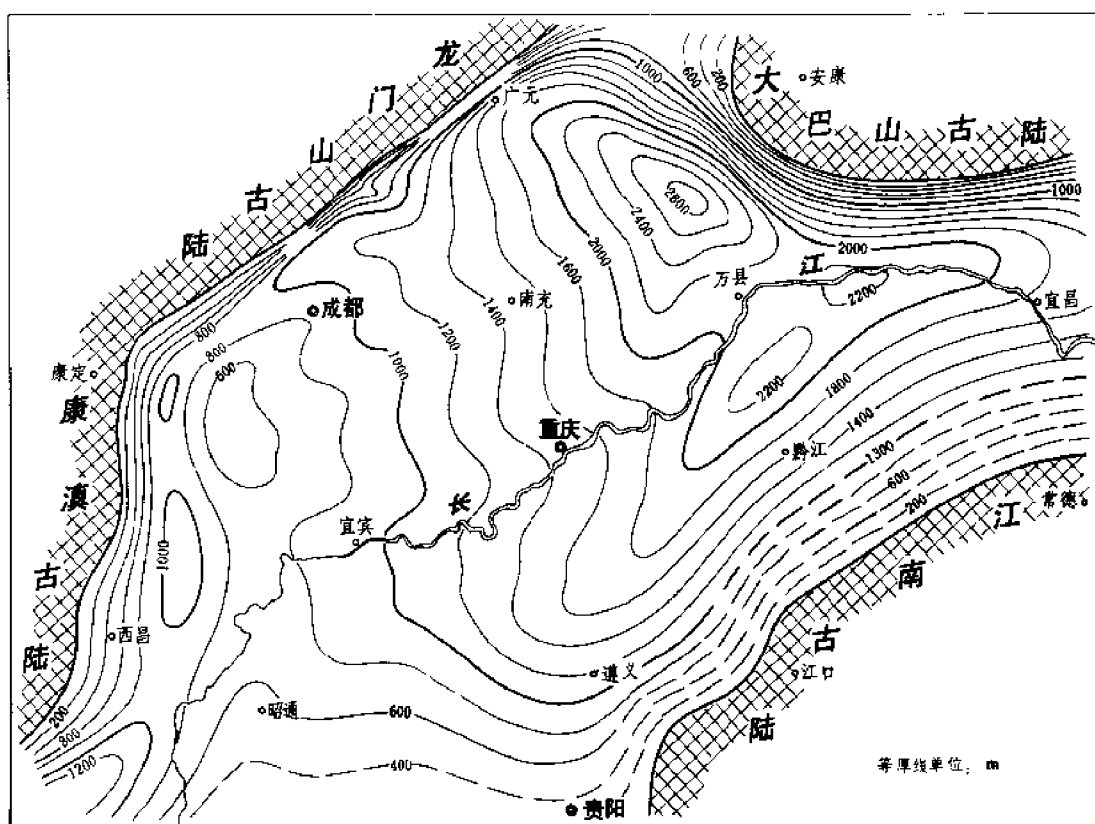 龙门山古陆
大巴山古陆
康滇古陆
江南古陆
广元
安康
成都
南充
万县
宜昌
康定
重庆
黔江
常德
宜宾
长江
西昌
遵义
江口
昭通
贵阳
1000
600
200
1000
2800
2400
2000
1600
1400
1200
1000
2000
2200
2200
1800
1400
1300
600
200
800
800
600
1000
200
800
1200
600
400
等厚线单位：m